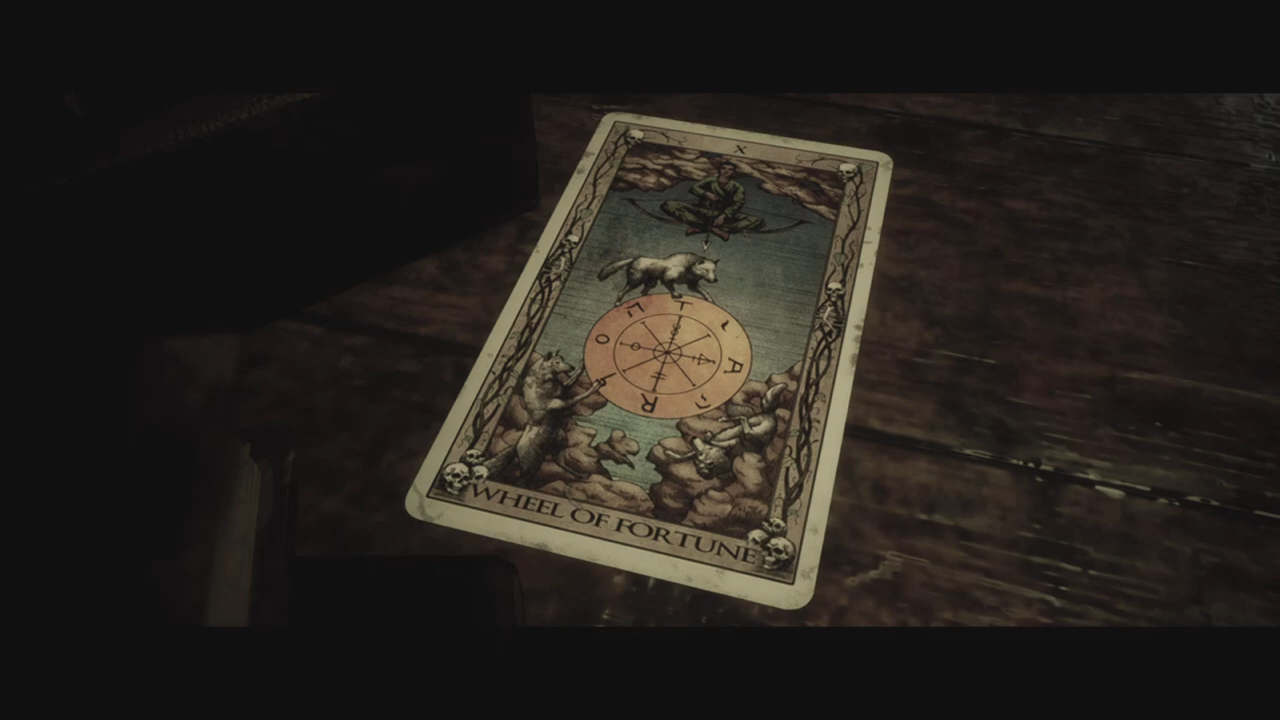 X
ה T י
O A
R ה
WHEEL OF FORTUNE